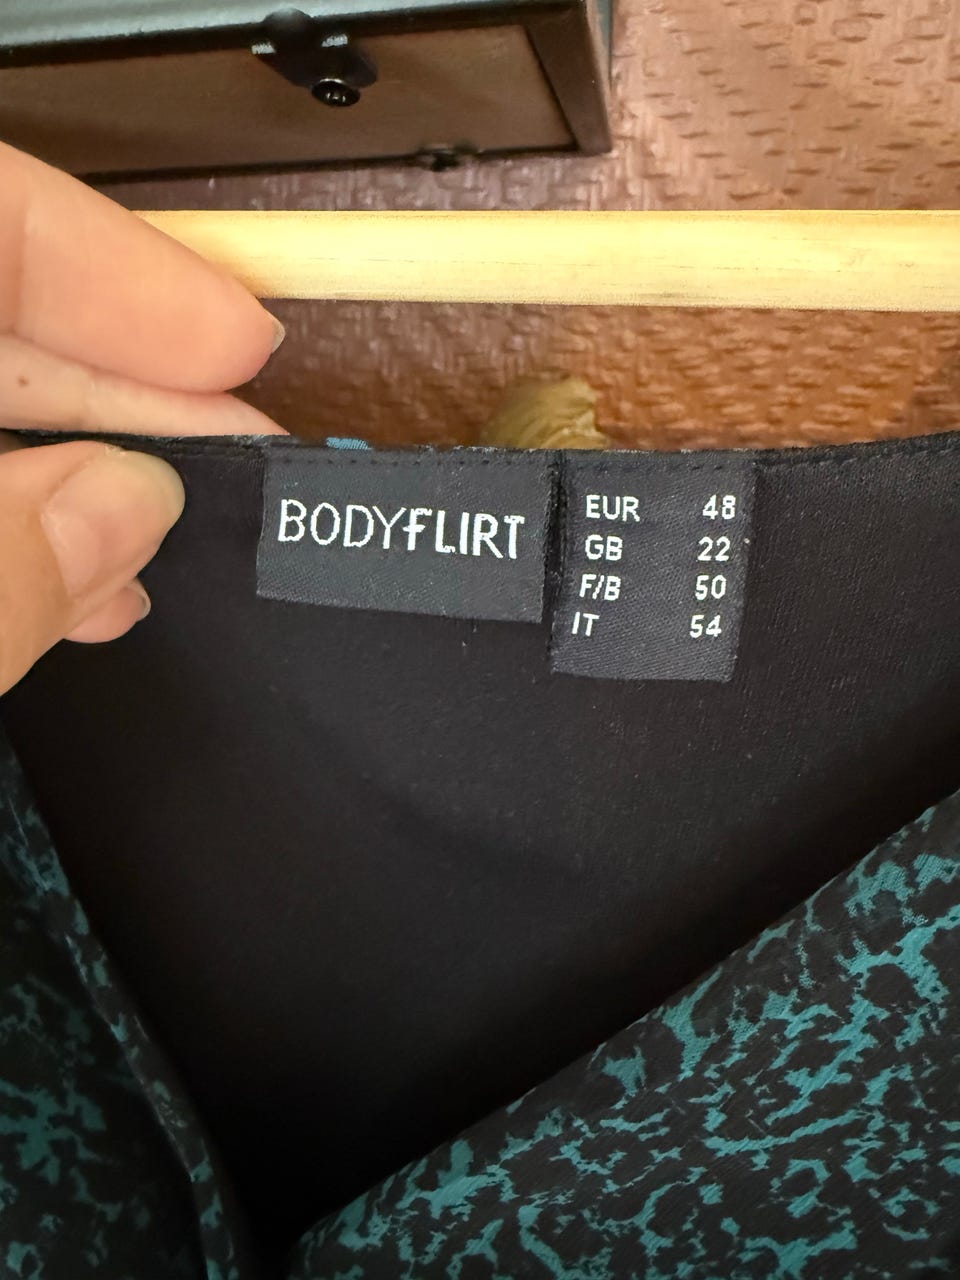 BODYFLIRT
EUR 48
GB 22
F/B 50
IT 54